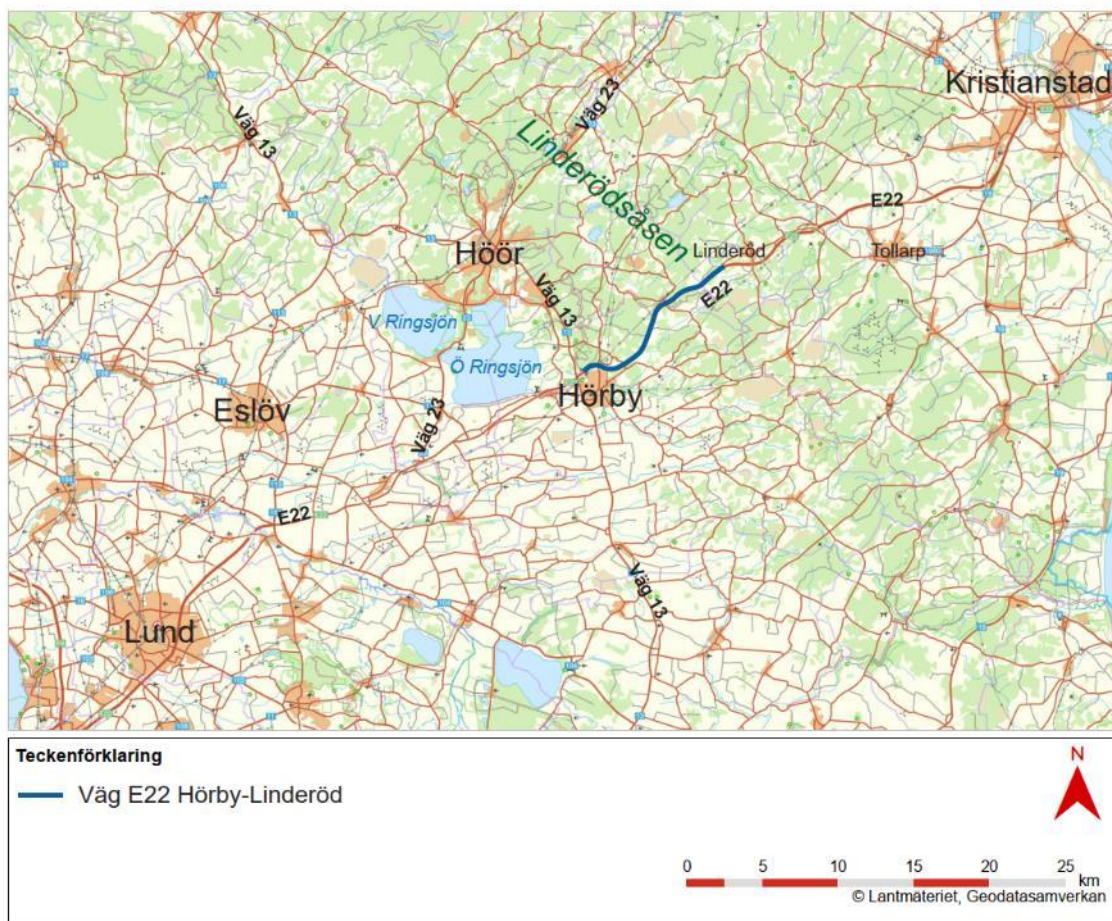 Kristianstad
Väg 23
Väg 13
Linderödsåsen
E22
Linderöd
Tollarp
Höör
Väg 13
E22
V Ringsjön
Ö Ringsjön
Hörby
Eslöv
Väg 23
E22
Väg 13
Lund
Teckenförklaring
Väg E22 Hörby-Linderöd
N
0 5 10 15 20 25
km
© Lantmäteriet, Geodatasamverkan